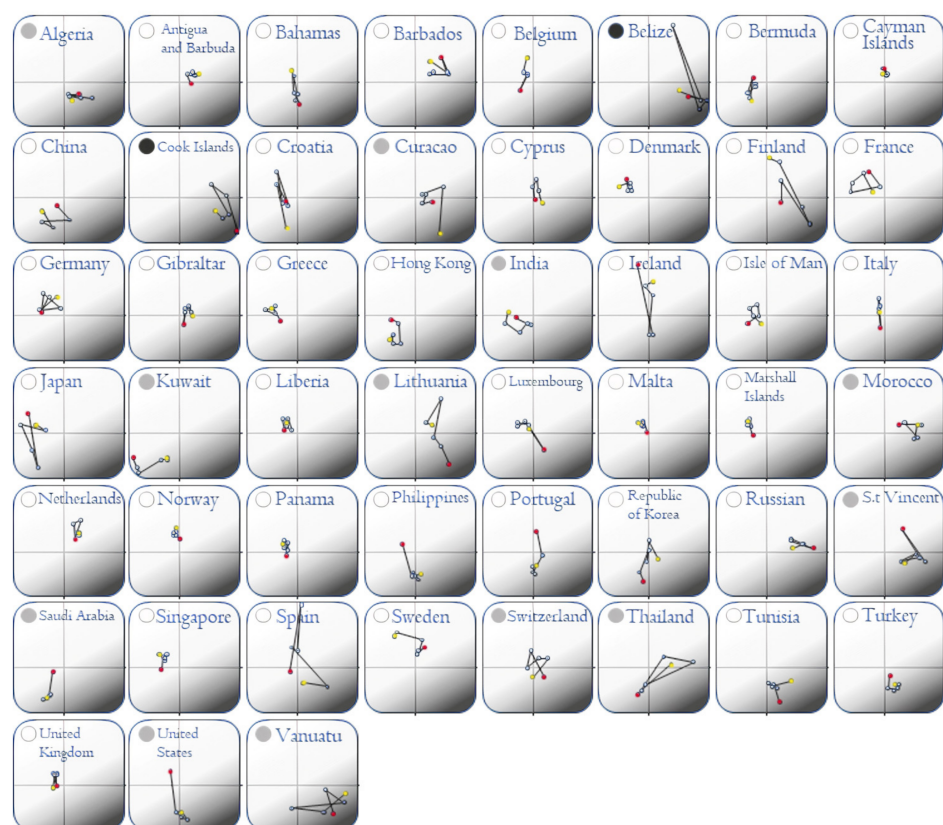 Algeria
Antigua
and Barbuda
Bahamas
Barbados
Belgium
Belize
Bermuda
Cayman
Islands
China
Cook Islands
Croatia
Curacao
Cyprus
Denmark
Finland
France
Germany
Gibraltar
Greece
Hong Kong
India
Ireland
Isle of Man
Italy
Japan
Kuwait
Liberia
Lithuania
Luxembourg
Malta
Marshall
Islands
Morocco
Netherlands
Norway
Panama
Philippines
Portugal
Republic
of Korea
Russian
S.t Vincent
Saudi Arabia
Singapore
Spain
Sweden
Switzerland
Thailand
Tunisia
Turkey
United
Kingdom
United
States
Vanuatu